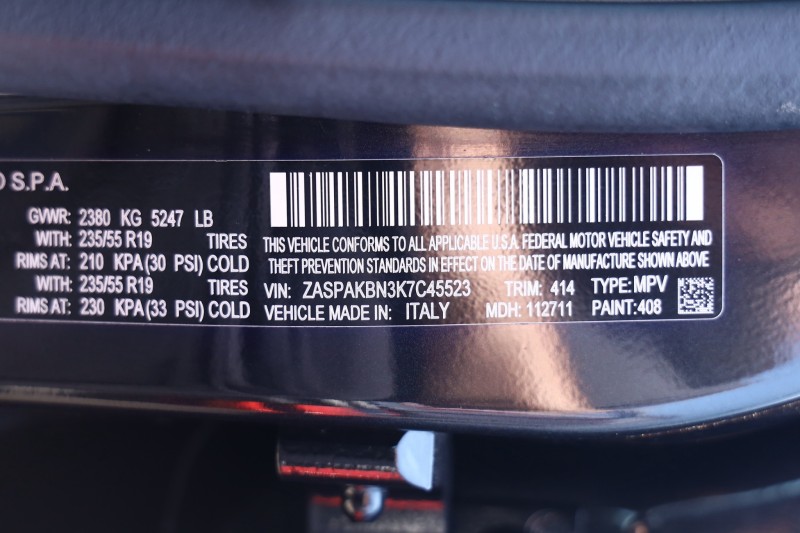 S.P.A.
GVWR: 2380 KG 5247 LB
WITH: 235/55 R19 TIRES
RIMS AT: 210 KPA(30 PSI) COLD
WITH: 235/55 R19 TIRES
RIMS AT: 230 KPA(33 PSI) COLD
THIS VEHICLE CONFORMS TO ALL APPLICABLE U.S.A. FEDERAL MOTOR VEHICLE SAFETY AND
THEFT PREVENTION STANDARDS IN EFFECT ON THE DATE OF MANUFACTURE SHOWN ABOVE
VIN: ZASPAKBN3K7C45523 TRIM: 414 TYPE: MPV
VEHICLE MADE IN: ITALY MDH: 112711 PAINT:408